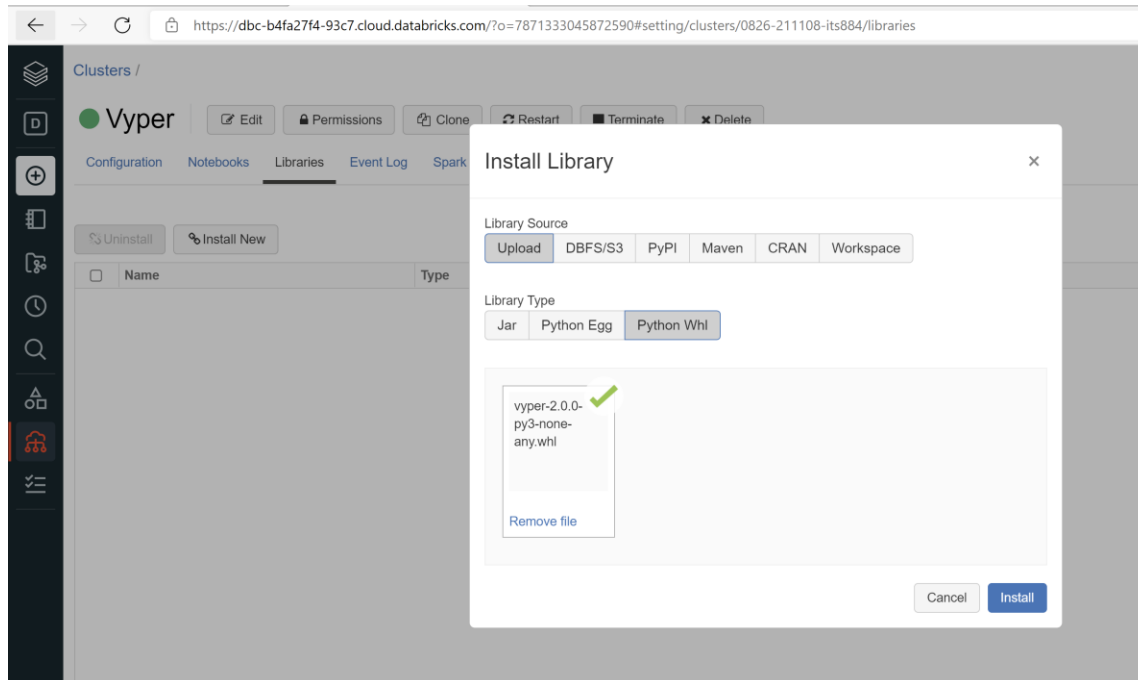 https://dbc-b4fa27f4-93c7.cloud.databricks.com/?o=7871333045872590#setting/clusters/0826-211108-its884/libraries
Clusters /
D
Vyper Edit Permissions Clone Restart Terminate Delete
Configuration Notebooks Libraries Event Log Spark
Uninstall Install New
Name Type
Install Library
Library Source
Upload DBFS/S3 PyPI Maven CRAN Workspace
Library Type
Jar Python Egg Python Whl
vyper-2.0.0-
py3-none-
any.whl
Remove file
Cancel Install